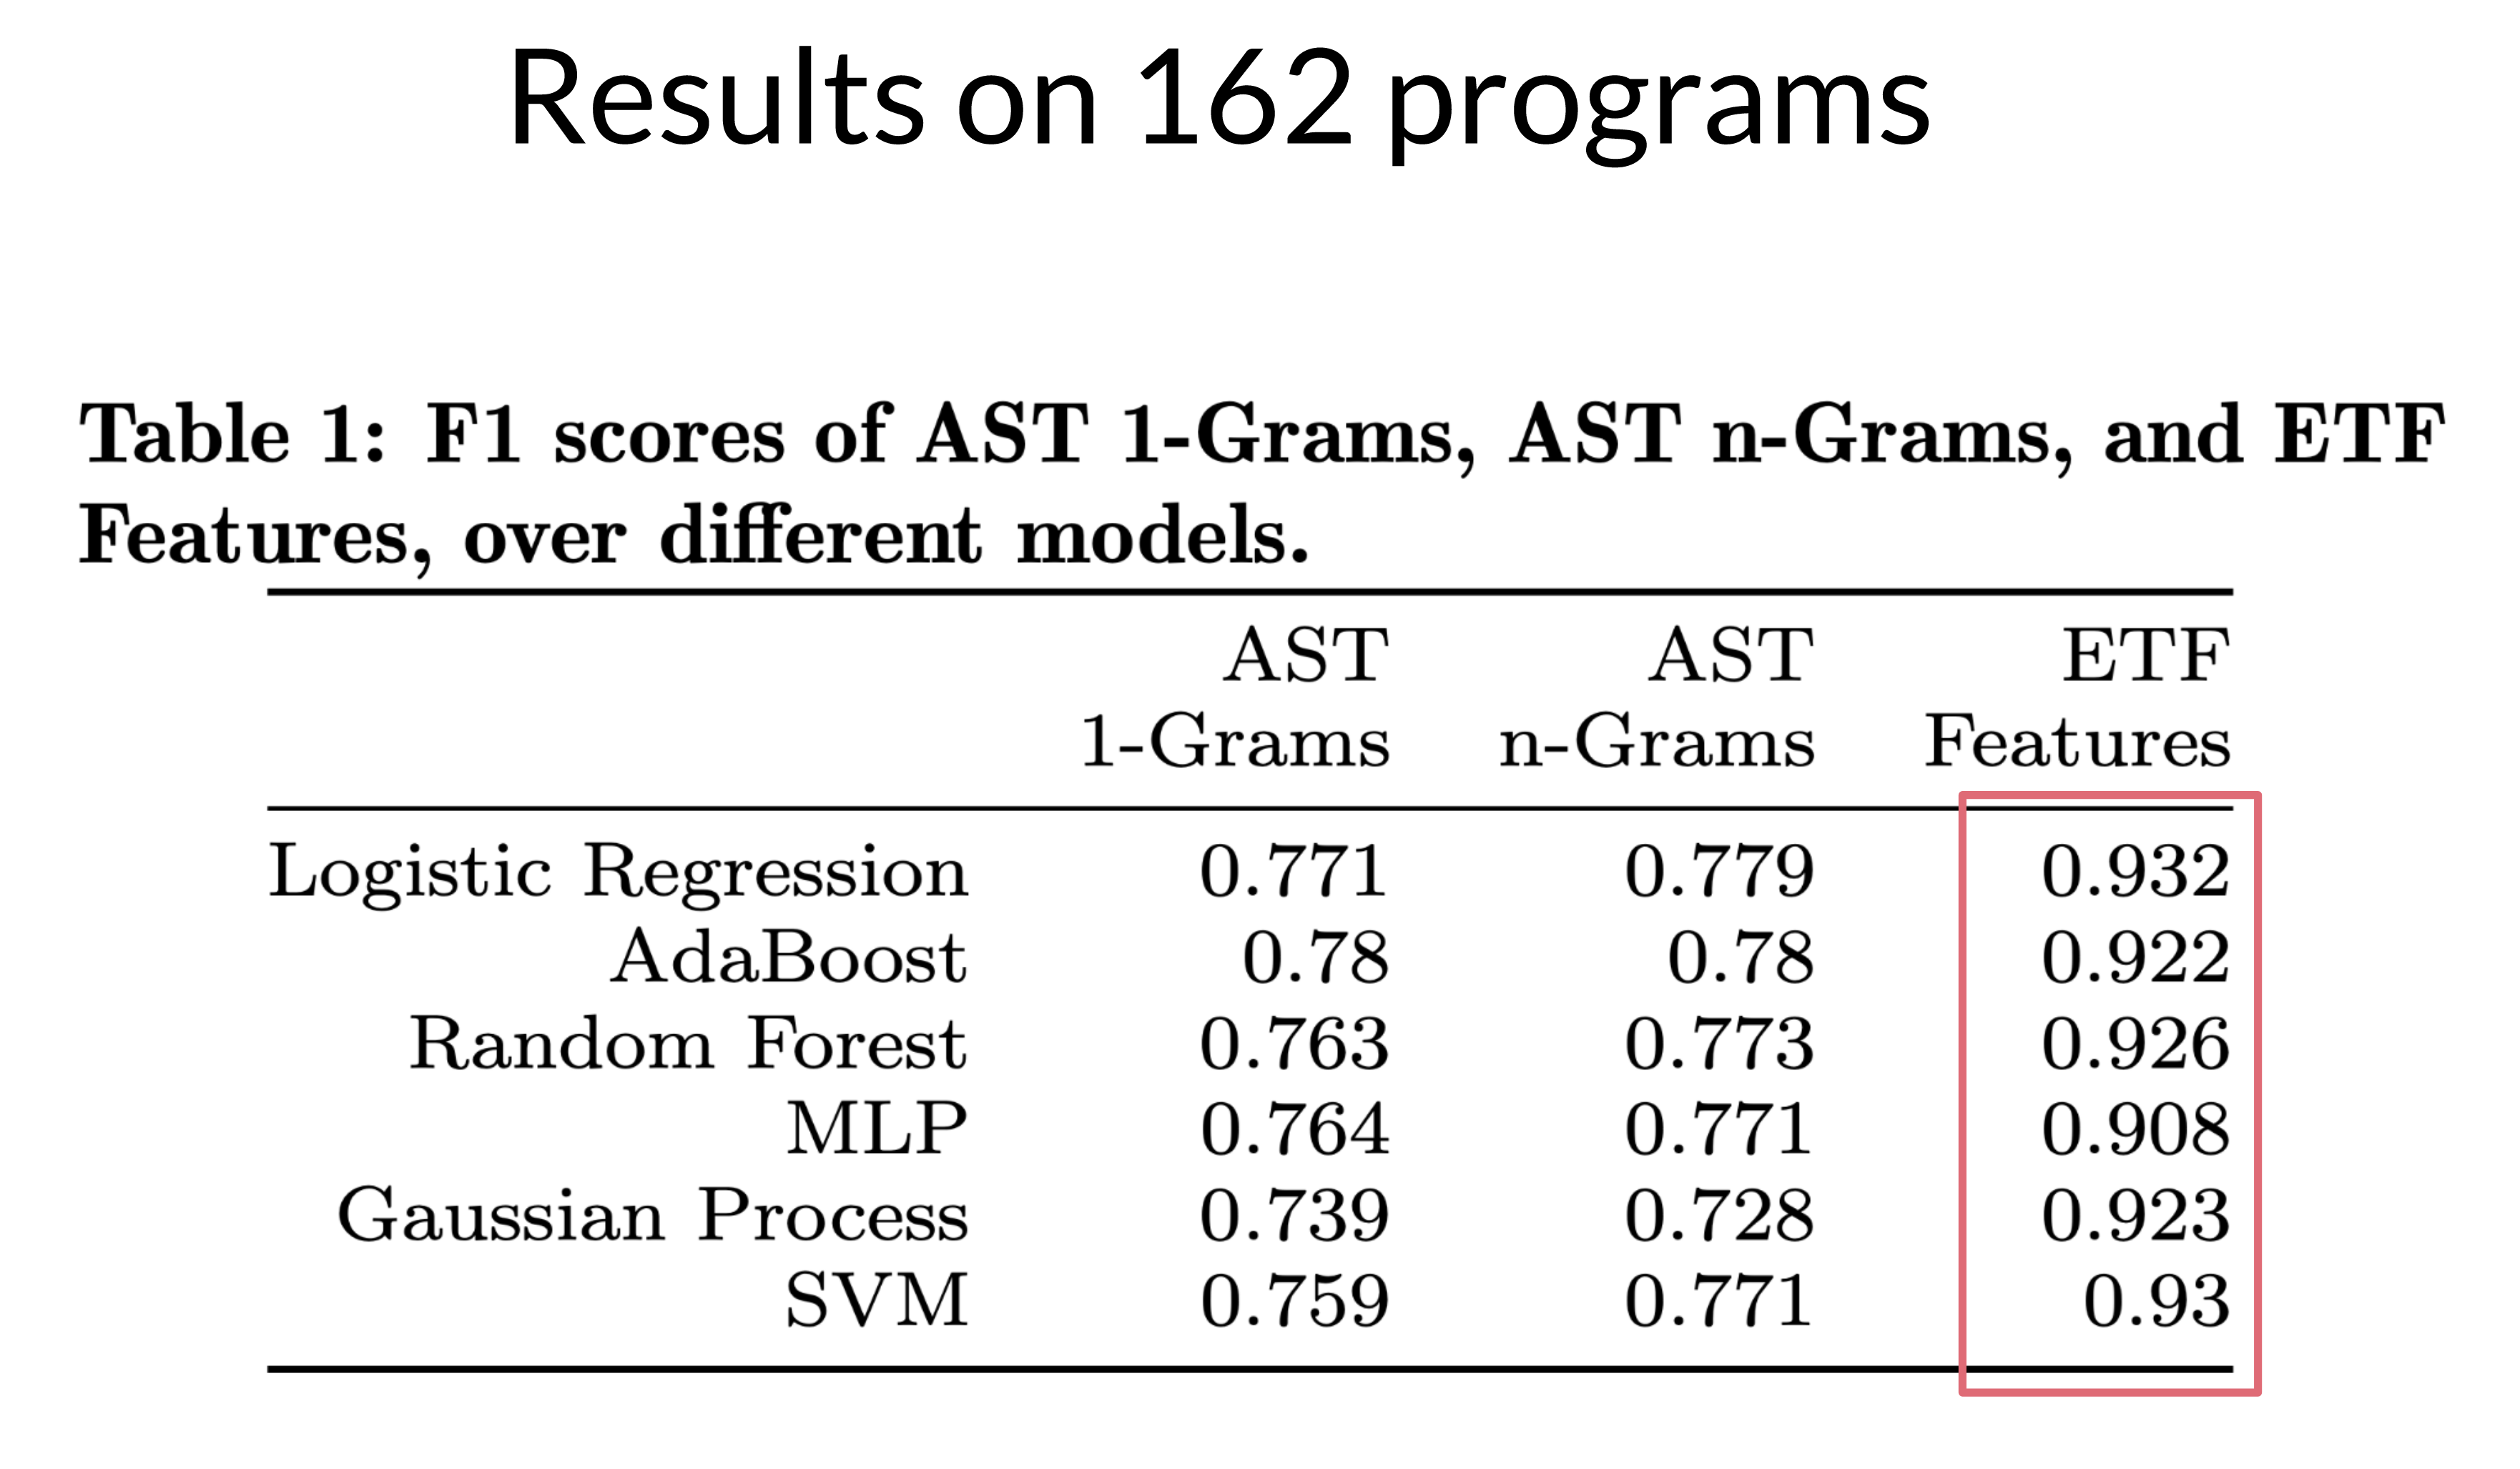 Results on 162 programs
Table 1: F1 scores of AST 1-Grams, AST n-Grams, and ETF
Features, over different models.
AST AST ETF
1-Grams n-Grams Features
Logistic Regression 0.771 0.779 0.932
AdaBoost 0.78 0.78 0.922
Random Forest 0.763 0.773 0.926
MLP 0.764 0.771 0.908
Gaussian Process 0.739 0.728 0.923
SVM 0.759 0.771 0.93